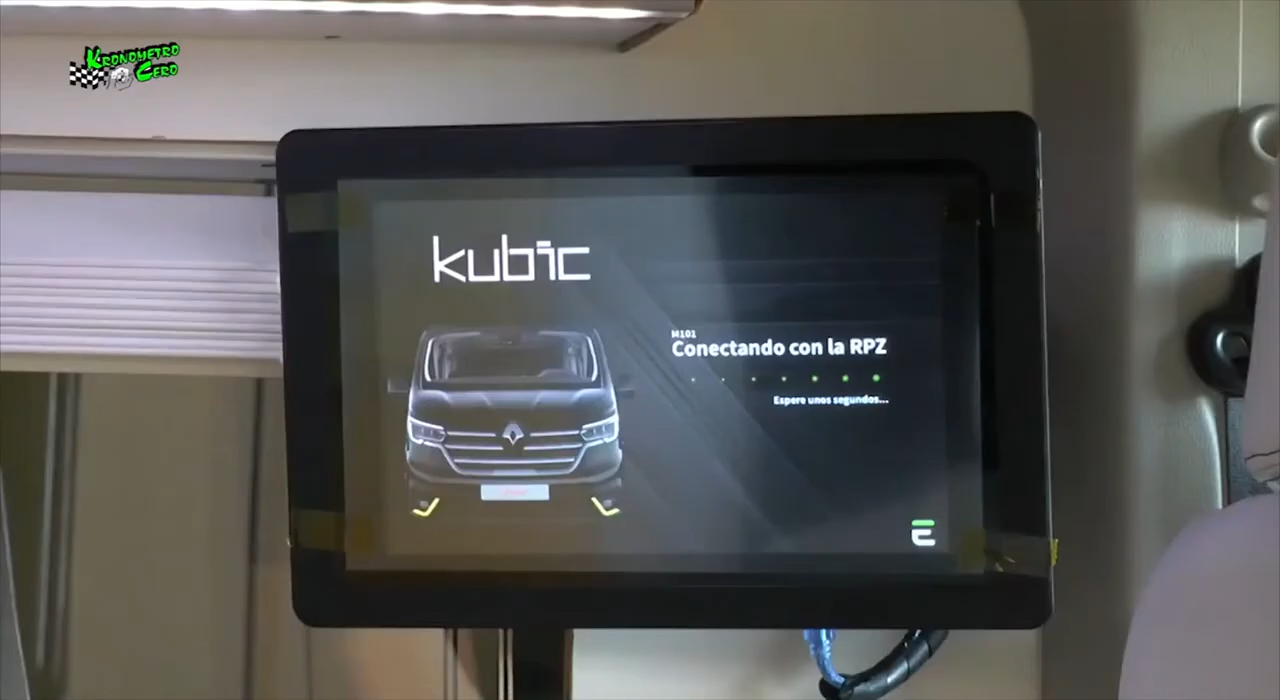 KRONOMETRO
CERO
kubic
M101
Conectando con la RPZ
Espere unos segundos...